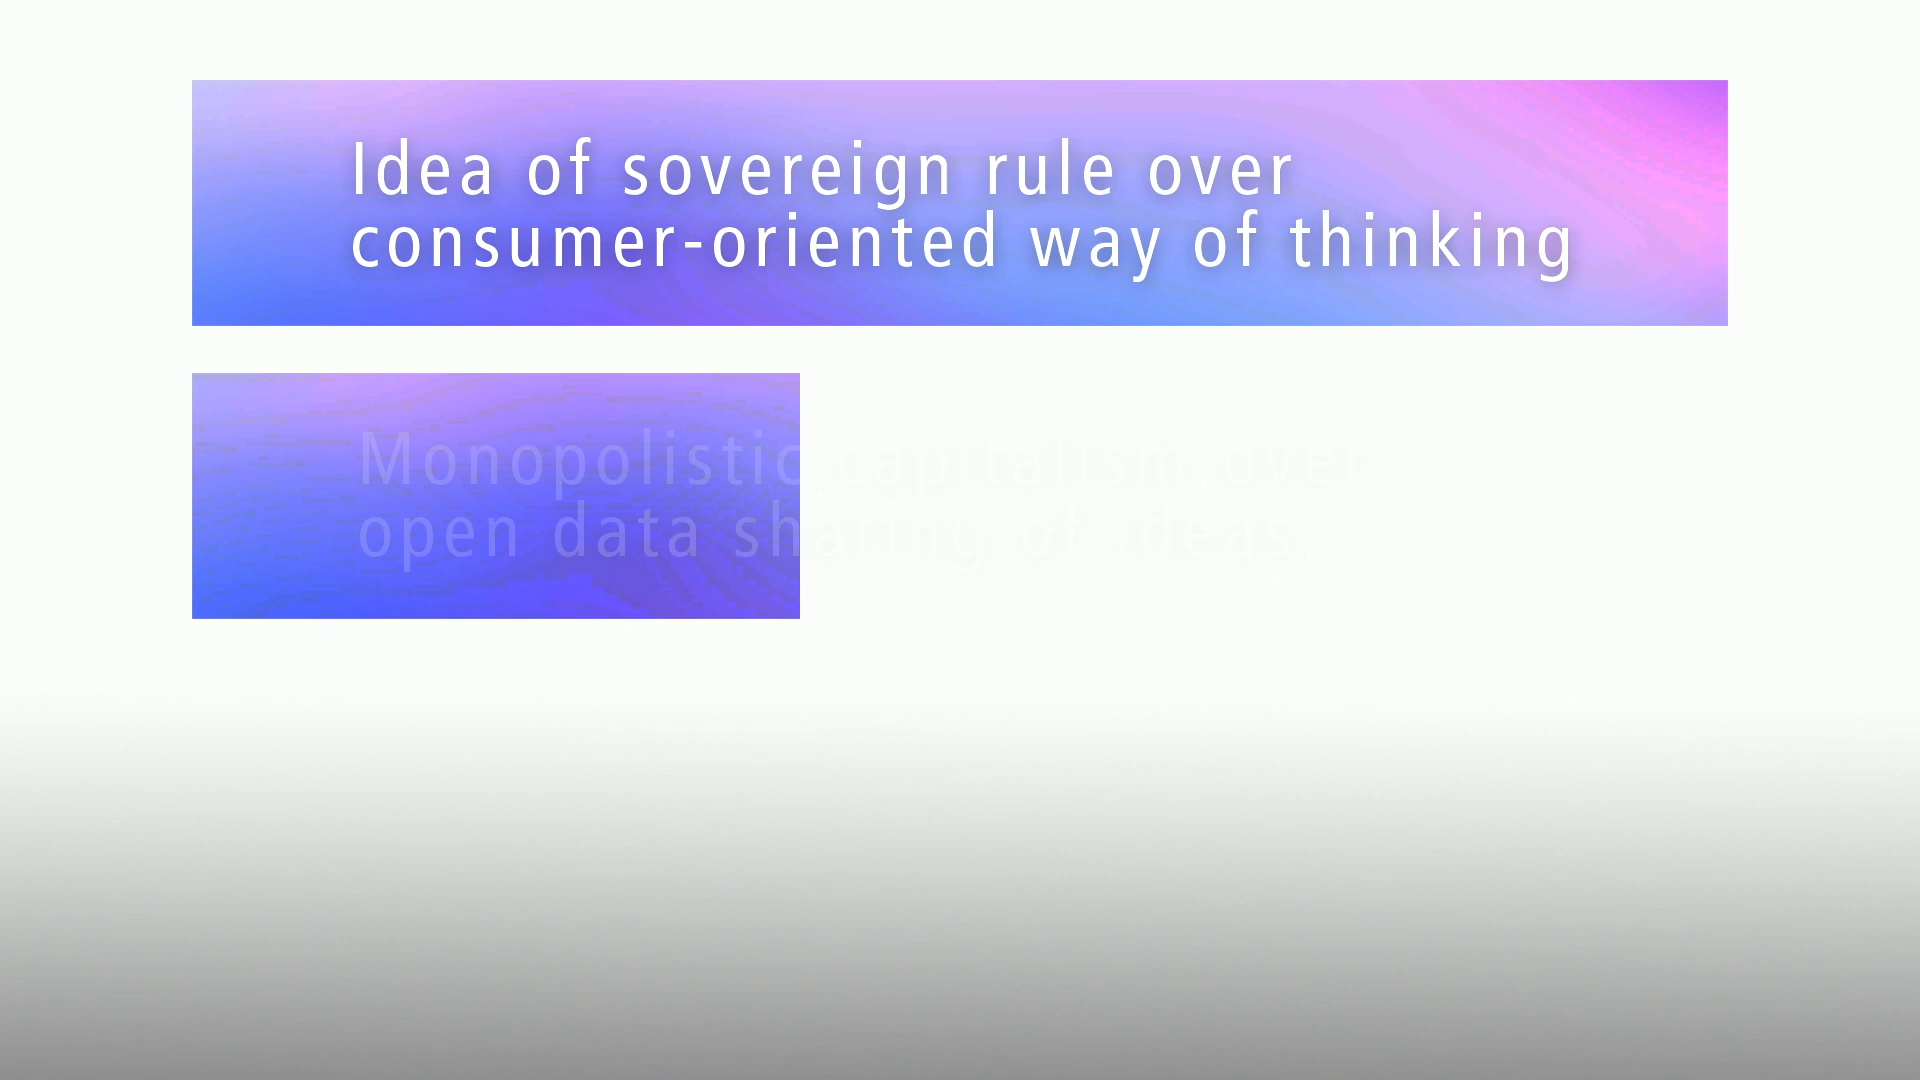 Idea of sovereign rule over
consumer-oriented way of thinking
Monopolistic capitalism over
open data sharing of ideas